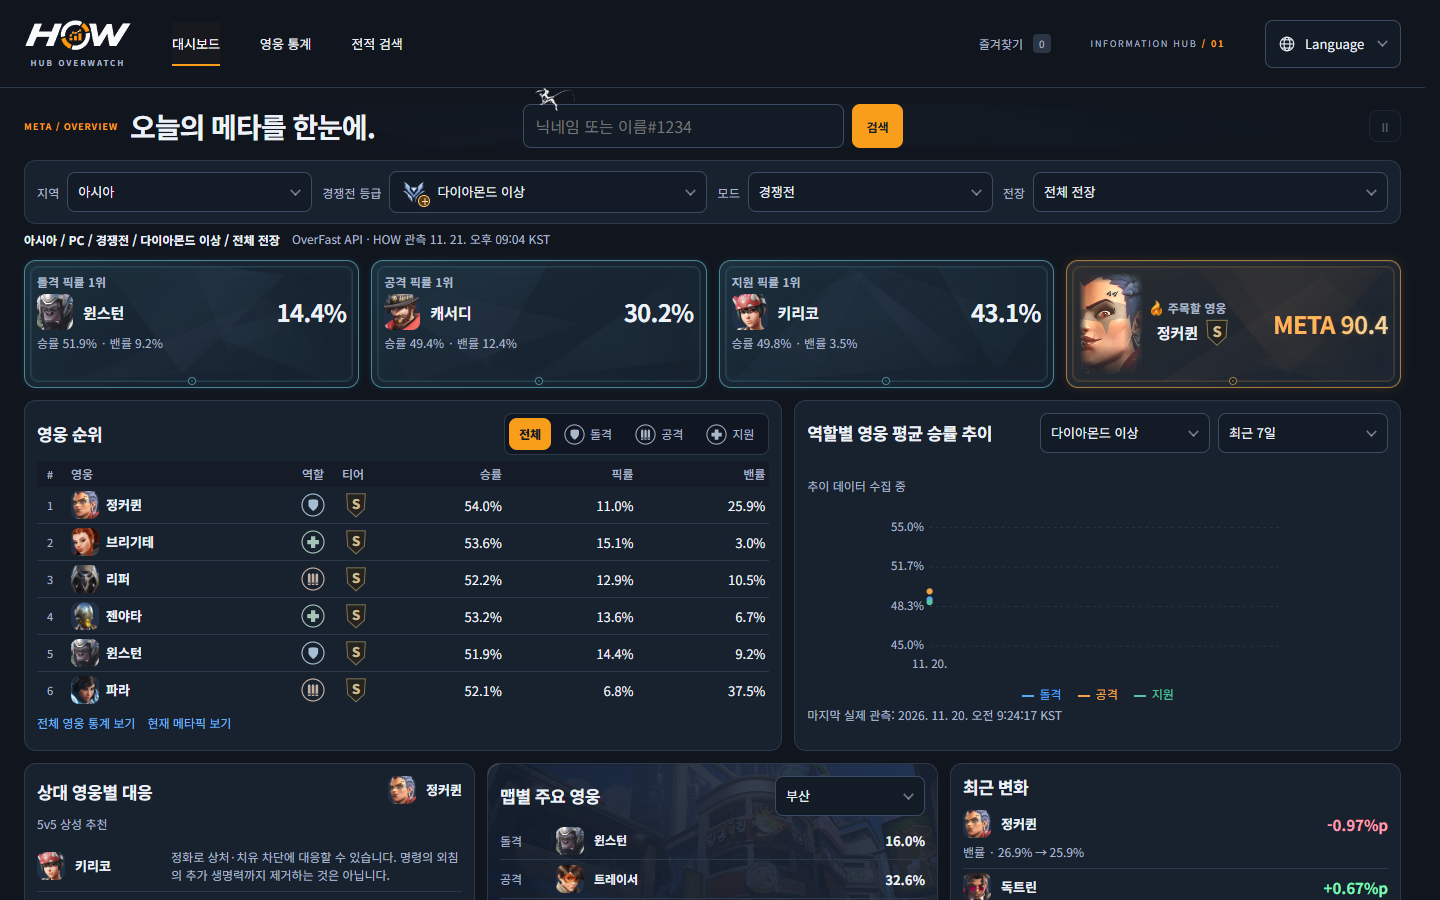 HOW
HUB OVERWATCH
대시보드
영웅 통계
전적 검색
즐겨찾기 0
INFORMATION HUB / 01
Language
META / OVERVIEW
오늘의 메타를 한눈에.
닉네임 또는 이름#1234
검색
지역 아시아
경쟁전 등급 다이아몬드 이상
모드 경쟁전
전장 전체 전장
아시아 / PC / 경쟁전 / 다이아몬드 이상 / 전체 전장 OverFast API · HOW 관측 11. 21. 오후 09:04 KST
돌격 픽률 1위
윈스턴 14.4%
승률 51.9% · 밴률 9.2%
공격 픽률 1위
캐서디 30.2%
승률 49.4% · 밴률 12.4%
지원 픽률 1위
키리코 43.1%
승률 49.8% · 밴률 3.5%
주목할 영웅
정커퀸 S
META 90.4
영웅 순위
전체 돌격 공격 지원
# 영웅 역할 티어 승률 픽률 밴률
1 정커퀸 S 54.0% 11.0% 25.9%
2 브리기테 S 53.6% 15.1% 3.0%
3 리퍼 S 52.2% 12.9% 10.5%
4 젠야타 S 53.2% 13.6% 6.7%
5 윈스턴 S 51.9% 14.4% 9.2%
6 파라 S 52.1% 6.8% 37.5%
전체 영웅 통계 보기 현재 메타픽 보기
역할별 영웅 평균 승률 추이
다이아몬드 이상
최근 7일
추이 데이터 수집 중
55.0%
51.7%
48.3%
45.0%
11. 20.
돌격 공격 지원
마지막 실제 관측: 2026. 11. 20. 오전 9:24:17 KST
상대 영웅별 대응
정커퀸
5v5 상성 추천
키리코
정화로 상처·치유 차단에 대응할 수 있습니다. 명령의 외침
의 추가 생명력까지 제거하는 것은 아닙니다.
맵별 주요 영웅
부산
돌격 윈스턴 16.0%
공격 트레이서 32.6%
최근 변화
정커퀸 -0.97%p
밴률 · 26.9% → 25.9%
독트린 +0.67%p